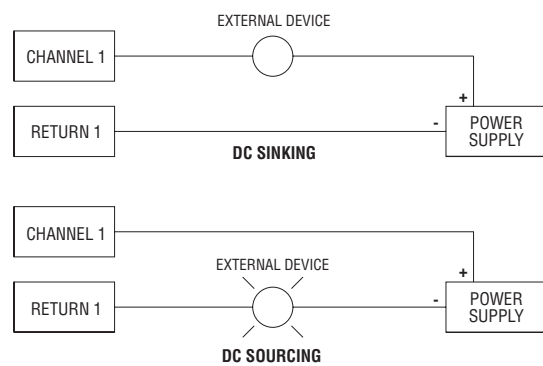 EXTERNAL DEVICE
CHANNEL 1
+
RETURN 1
-
POWER
SUPPLY
DC SINKING
CHANNEL 1
EXTERNAL DEVICE
+
RETURN 1
-
POWER
SUPPLY
DC SOURCING